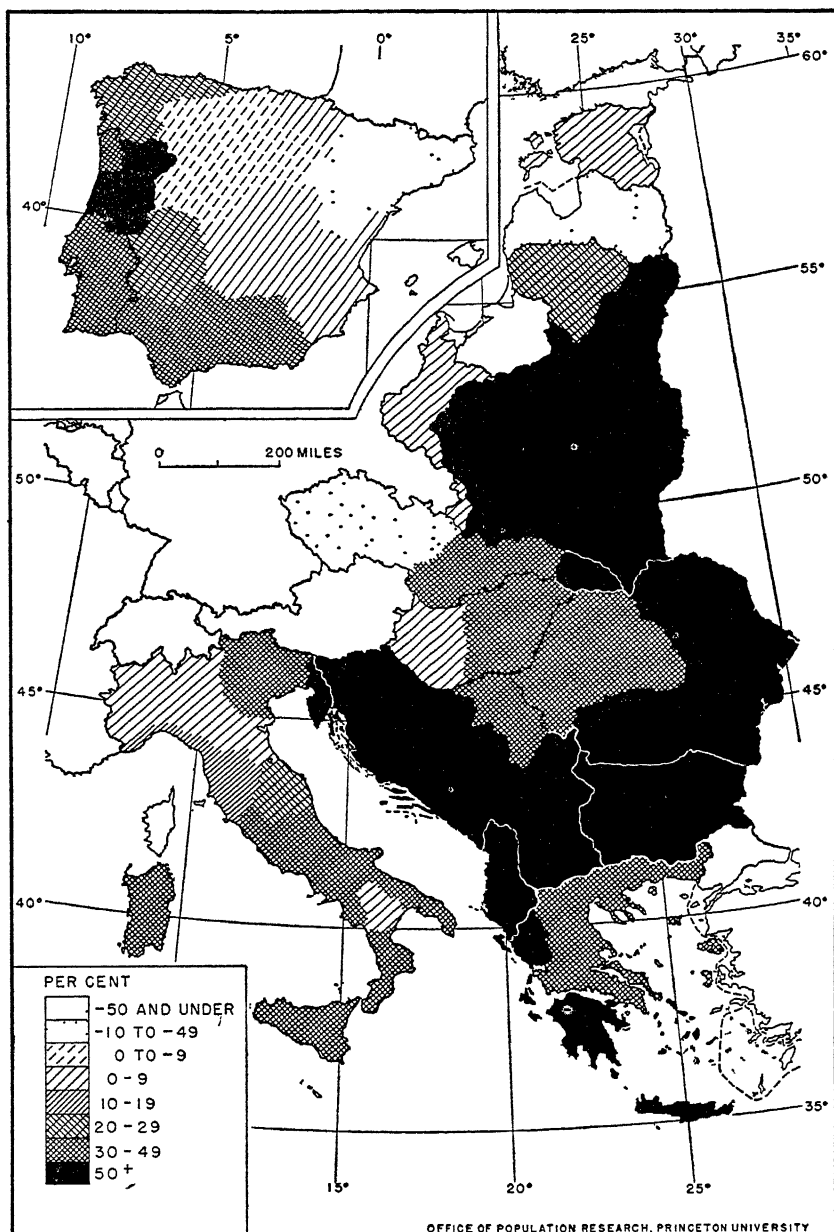 10° 5° 0° 25° 30° 35°
60°
40°
55°
0 200 MILES
50° 50°
45° 45°
40° 40°
PER CENT
-50 AND UNDER
-10 TO -49
0 TO -9
0-9
10-19
20-29
30-49
50+
35°
15° 20° 25°
OFFICE OF POPULATION RESEARCH, PRINCETON UNIVERSITY